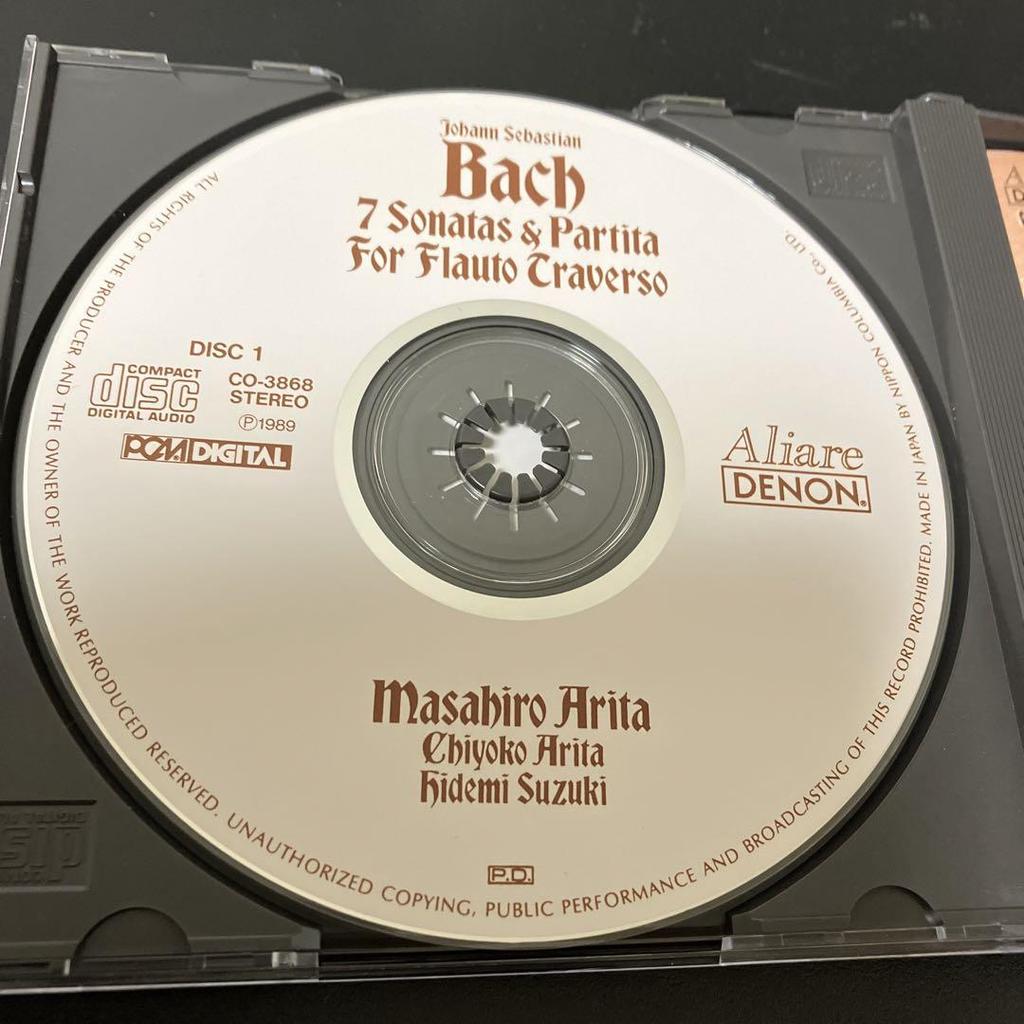 Johann Sebastian
Bach
7 Sonatas & Partita
For Flauto Traverso
DISC 1
COMPACT
disc
DIGITAL AUDIO
CO-3868
STEREO
Ⓟ1989
PCM DIGITAL
Aliare
DENON®
Masahiro Arita
Chiyoko Arita
Hidemi Suzuki
P.D.
ALL RIGHTS OF THE PRODUCER AND THE OWNER OF THE WORK REPRODUCED RESERVED. UNAUTHORIZED COPYING, PUBLIC PERFORMANCE AND BROADCASTING OF THIS RECORD PROHIBITED. MADE IN JAPAN BY NIPPON COLUMBIA CO., LTD.